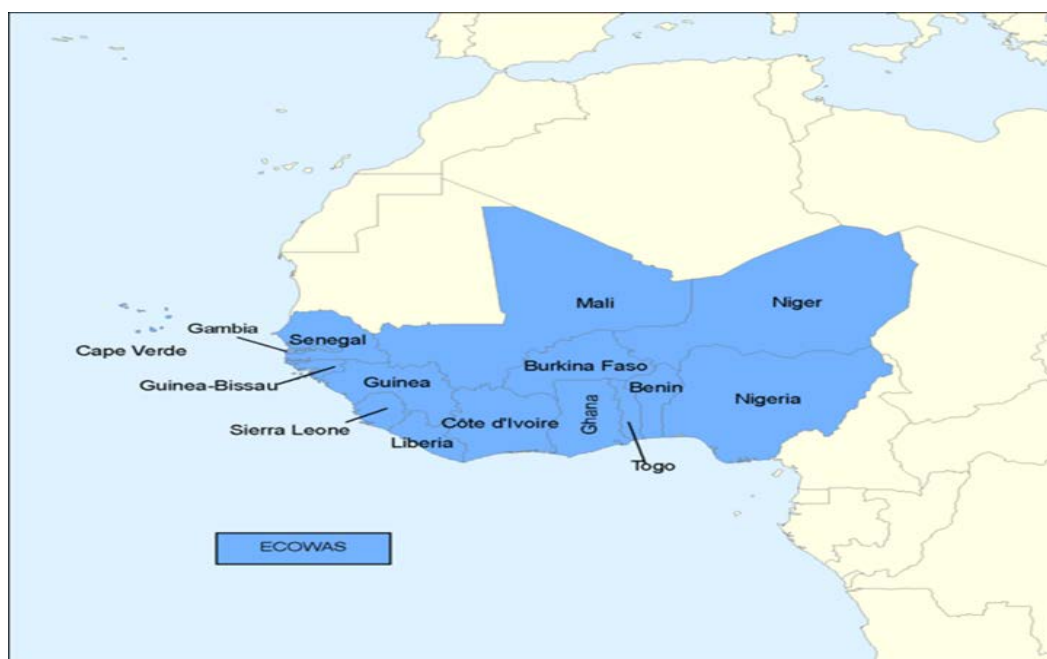 Mali
Niger
Gambia
Senegal
Cape Verde
Guinea-Bissau
Guinea
Burkina Faso
Benin
Nigeria
Ghana
Sierra Leone
Côte d'Ivoire
Liberia
Togo
ECOWAS